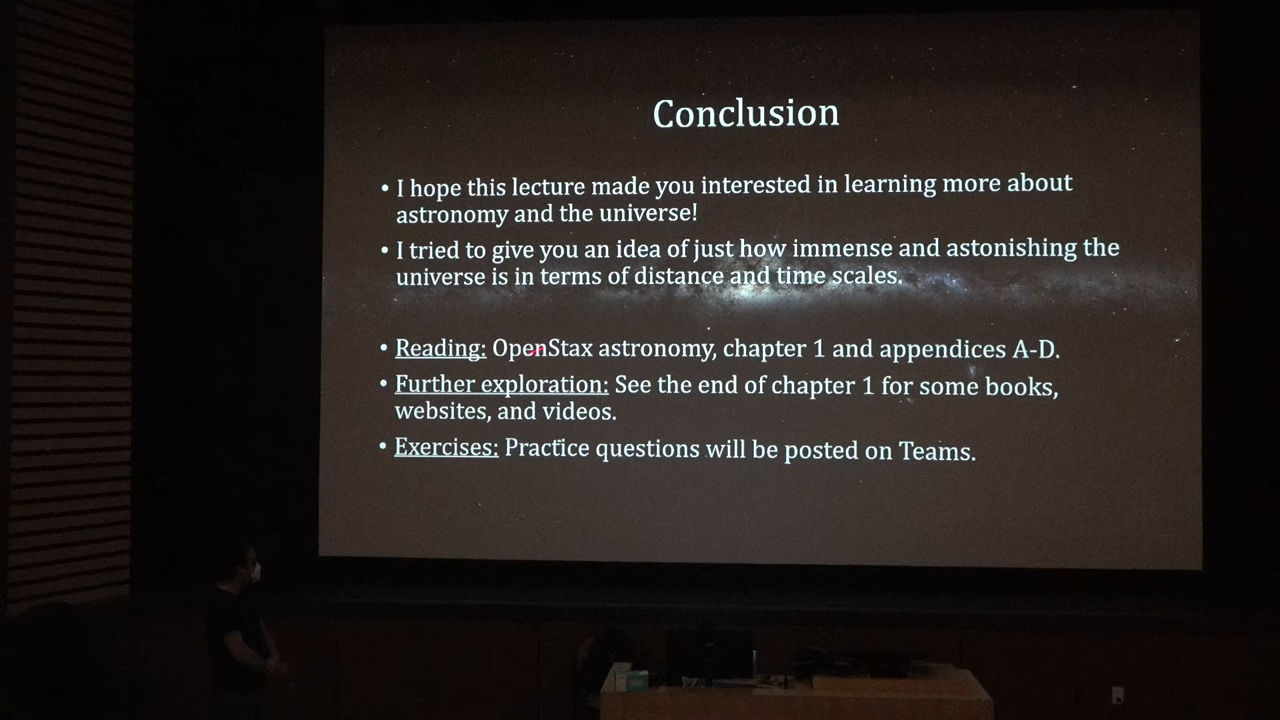 Conclusion
• I hope this lecture made you interested in learning more about
astronomy and the universe!
• I tried to give you an idea of just how immense and astonishing the
universe is in terms of distance and time scales.
• Reading: OpenStax astronomy, chapter 1 and appendices A-D.
• Further exploration: See the end of chapter 1 for some books,
websites, and videos.
• Exercises: Practice questions will be posted on Teams.